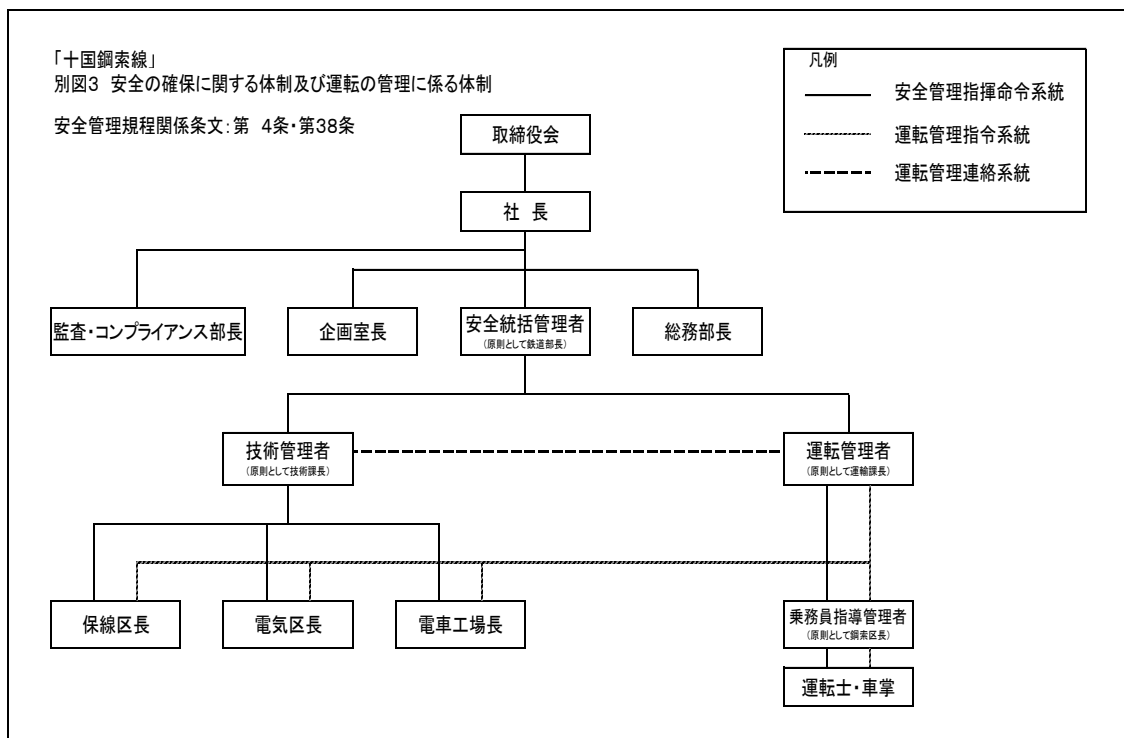 「十国鋼索線」
別図3 安全の確保に関する体制及び運転の管理に係る体制
安全管理規程関係条文：第 4条・第38条
凡例
安全管理指揮命令系統
運転管理指令系統
運転管理連絡系統
取締役会
社 長
監査・コンプライアンス部長
企画室長
安全統括管理者
（原則として鉄道部長）
総務部長
技術管理者
（原則として技術課長）
運転管理者
（原則として運輸課長）
保線区長
電気区長
電車工場長
乗務員指導管理者
（原則として鋼索区長）
運転士・車掌